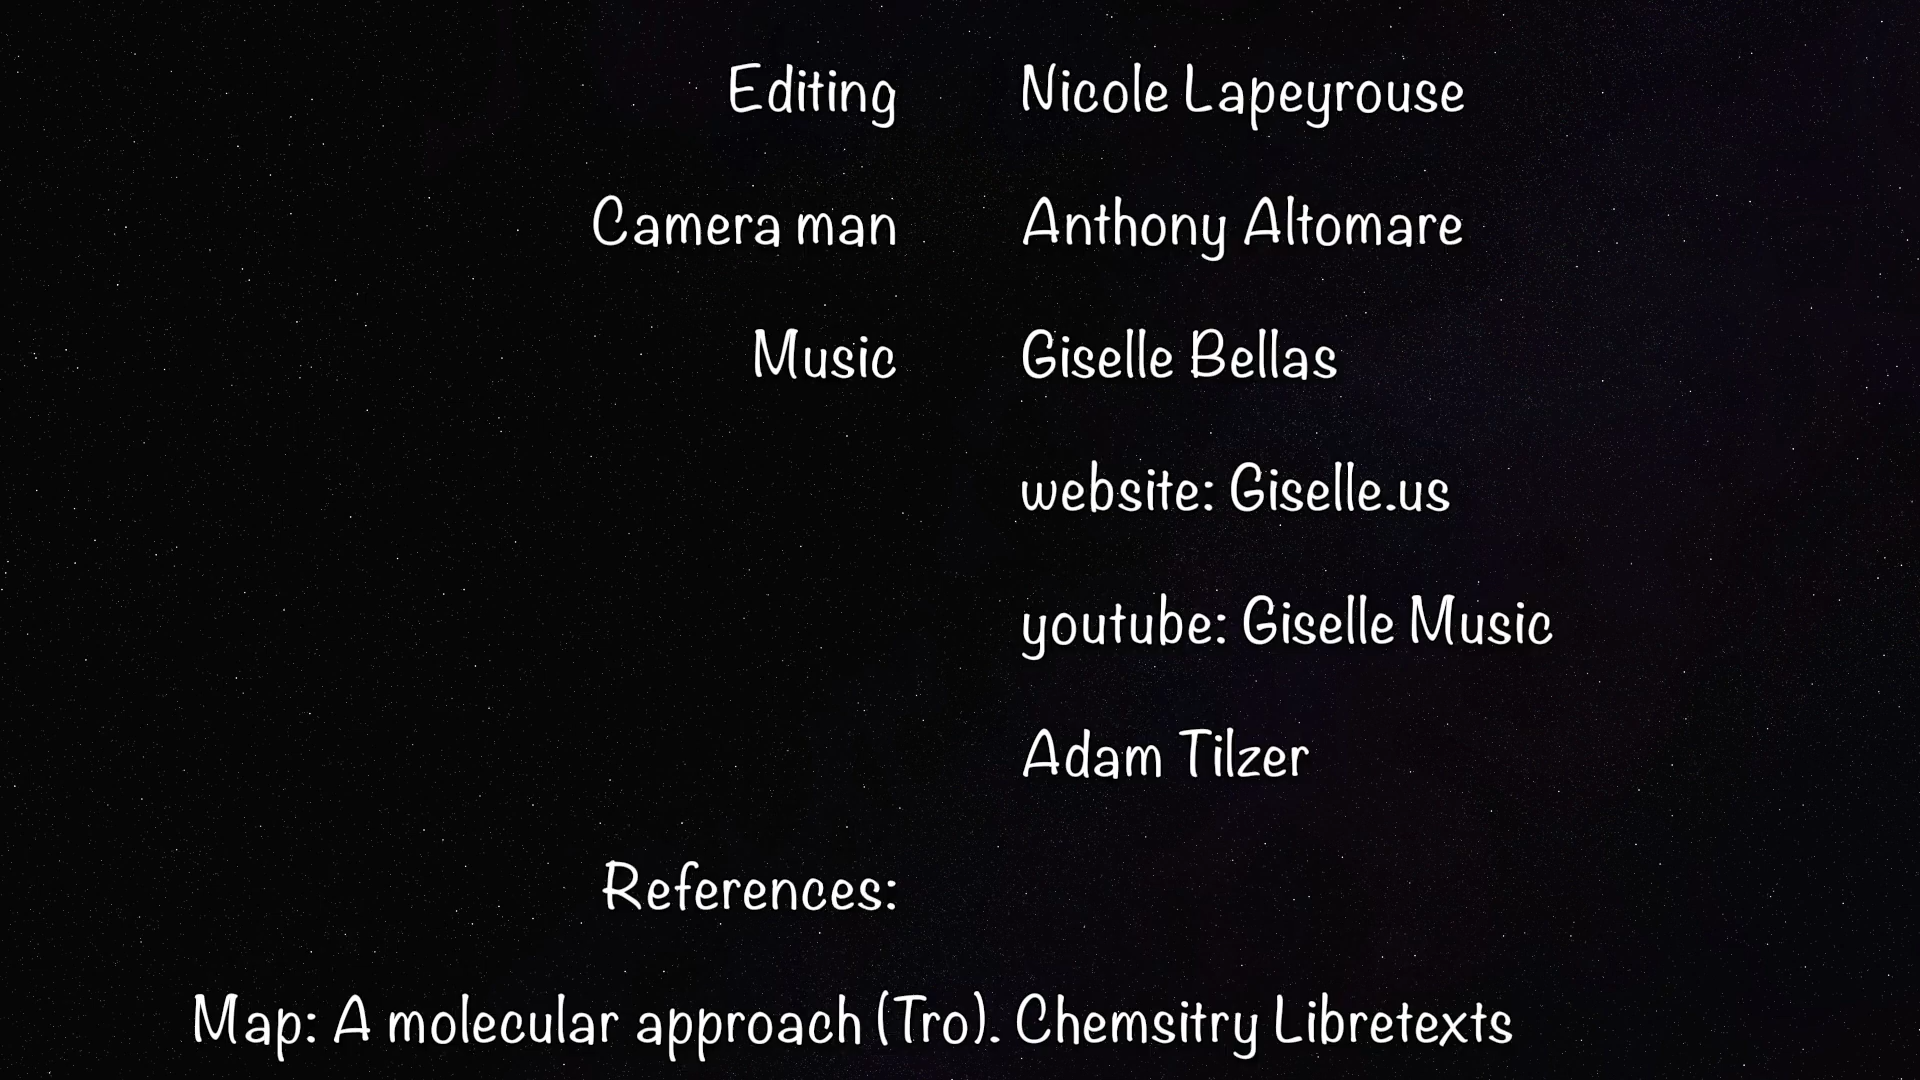 Editing Nicole Lapeyrouse
Camera man Anthony Altomare
Music Giselle Bellas
website: Giselle.us
youtube: Giselle Music
Adam Tilzer
References:
Map: A molecular approach (Tro). Chemsitry Libretexts